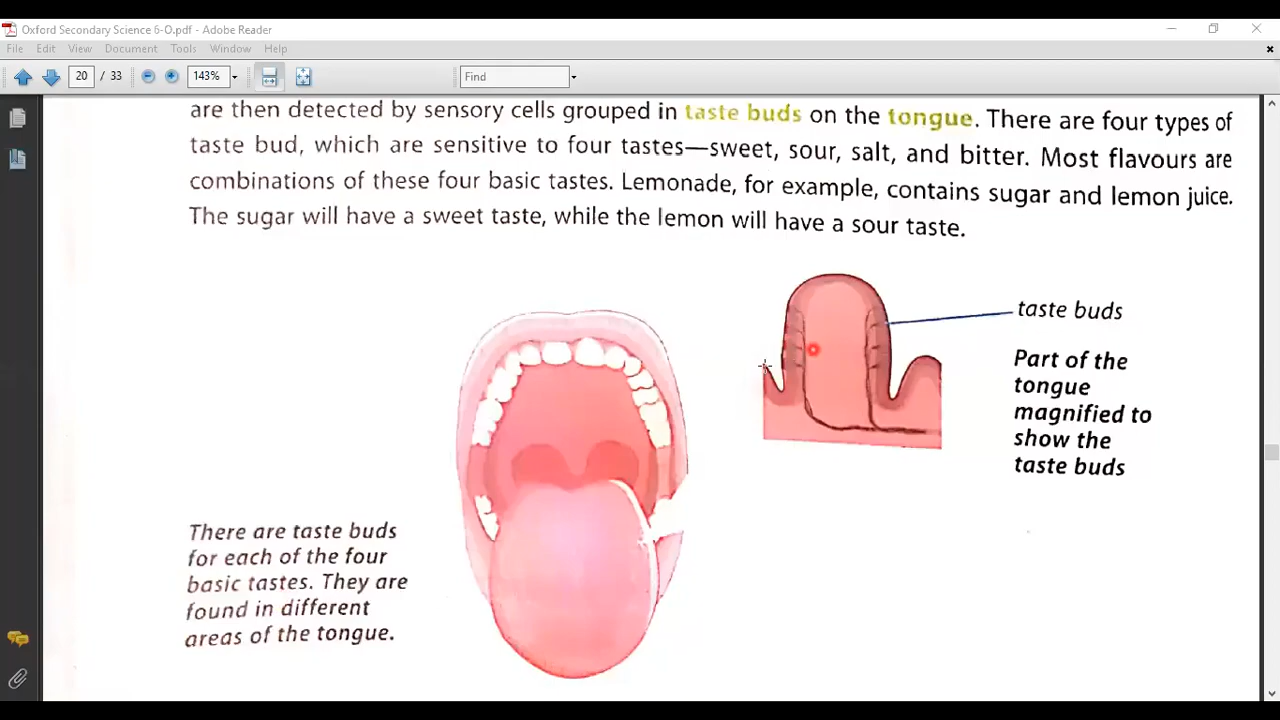 Oxford Secondary Science 6-O.pdf - Adobe Reader
File Edit View Document Tools Window Help
20 / 33 143% Find
are then detected by sensory cells grouped in taste buds on the tongue. There are four types of
taste bud, which are sensitive to four tastes—sweet, sour, salt, and bitter. Most flavours are
combinations of these four basic tastes. Lemonade, for example, contains sugar and lemon juice.
The sugar will have a sweet taste, while the lemon will have a sour taste.
taste buds
Part of the
tongue
magnified to
show the
taste buds
There are taste buds
for each of the four
basic tastes. They are
found in different
areas of the tongue.